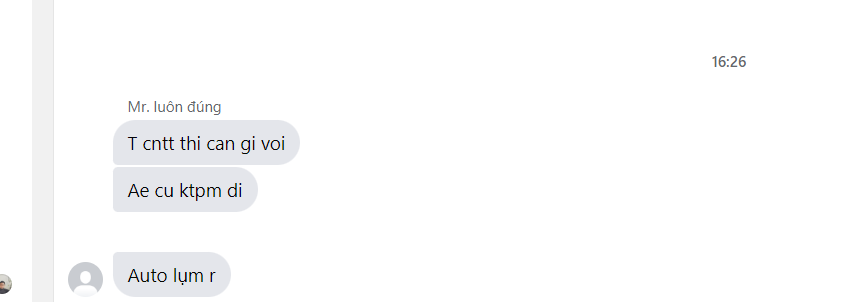 16:26
Mr. luôn đúng
T cntt thi can gi voi
Ae cu ktpm di
Auto lụm r